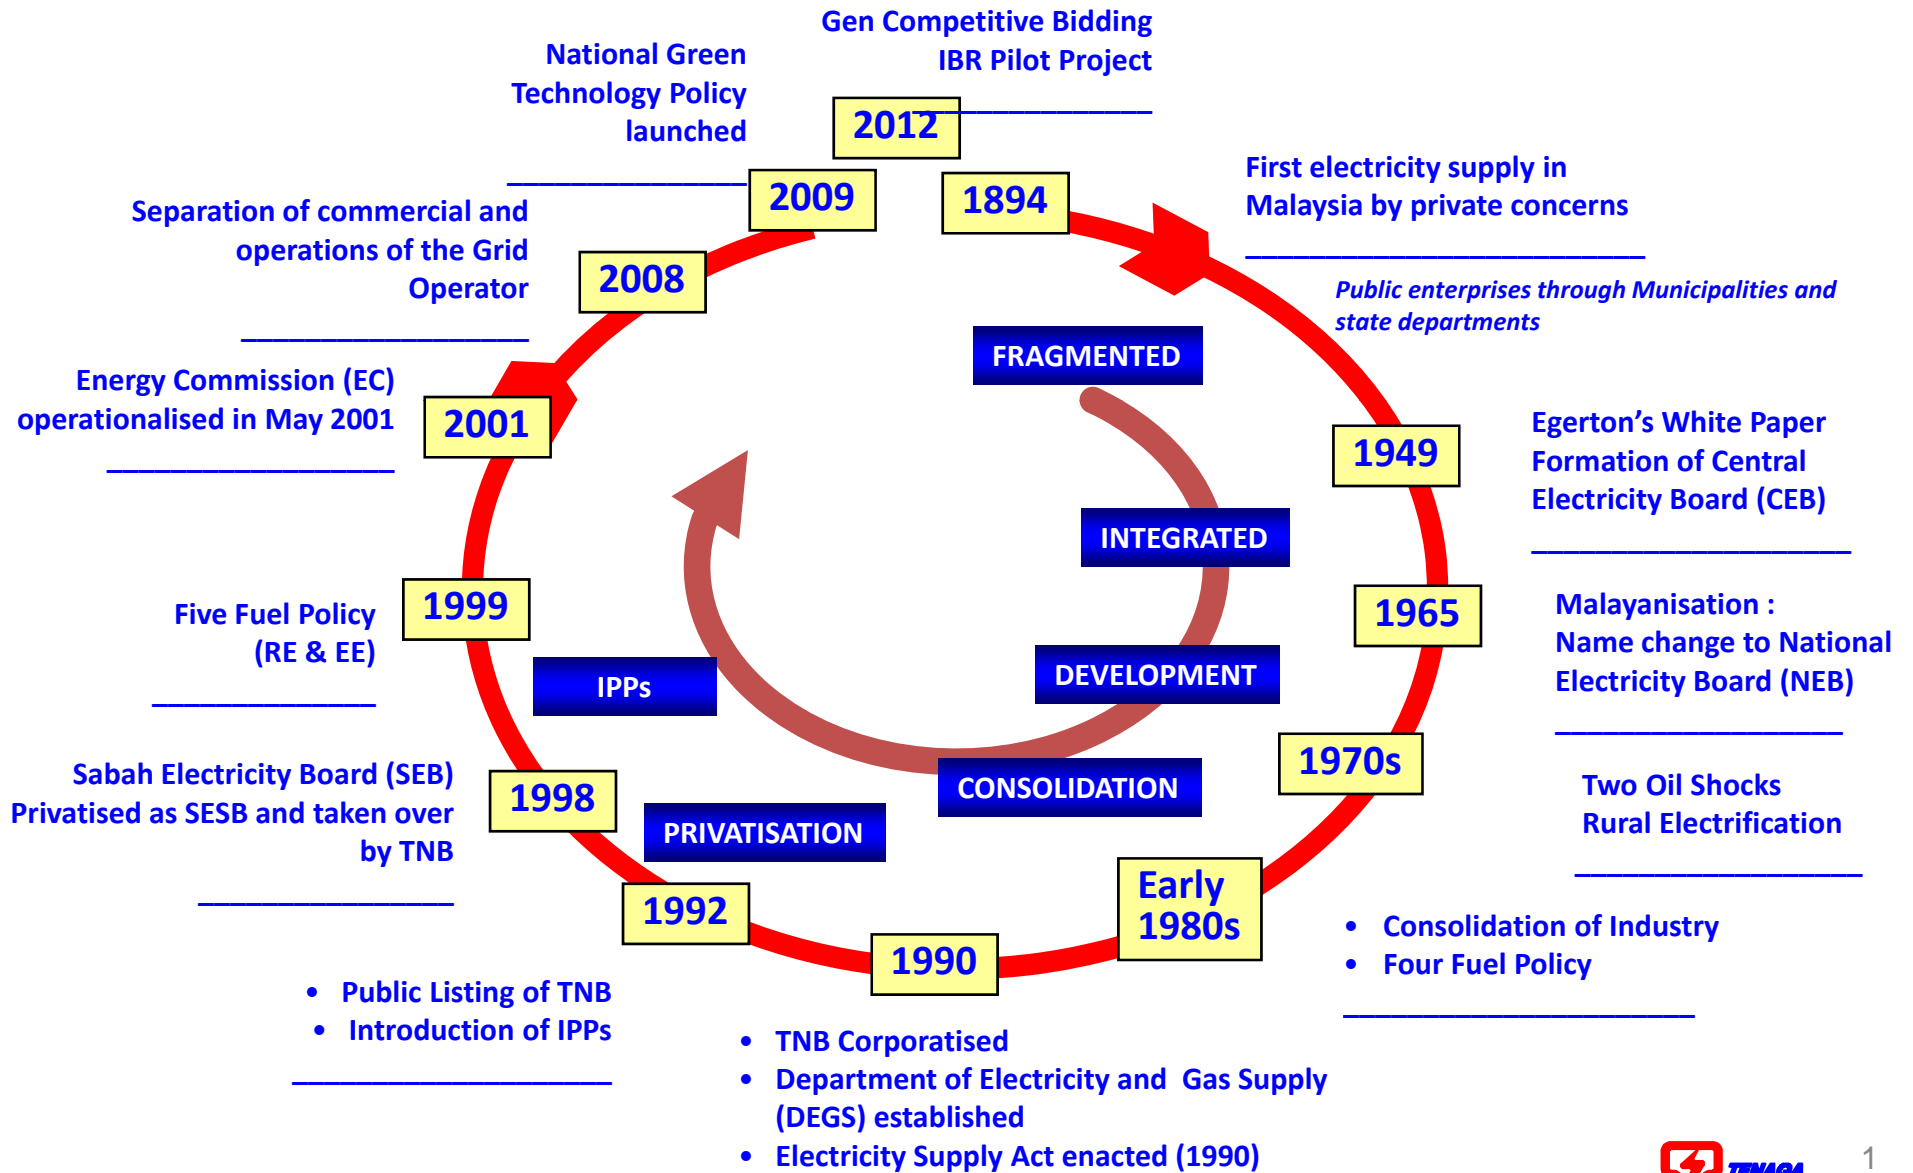 Gen Competitive Bidding
IBR Pilot Project
2012
National Green
Technology Policy
launched
2009
1894
First electricity supply in
Malaysia by private concerns
Public enterprises through Municipalities and
state departments
Separation of commercial and
operations of the Grid
Operator
2008
FRAGMENTED
Energy Commission (EC)
operationalised in May 2001
2001
1949
Egerton’s White Paper
Formation of Central
Electricity Board (CEB)
INTEGRATED
Five Fuel Policy
(RE & EE)
1999
1965
Malayanisation :
Name change to National
Electricity Board (NEB)
IPPs
DEVELOPMENT
1970s
Two Oil Shocks
Rural Electrification
Sabah Electricity Board (SEB)
Privatised as SESB and taken over
by TNB
1998
CONSOLIDATION
PRIVATISATION
1992
Early
1980s
• Consolidation of Industry
• Four Fuel Policy
1990
• Public Listing of TNB
• Introduction of IPPs
• TNB Corporatised
• Department of Electricity and Gas Supply
(DEGS) established
• Electricity Supply Act enacted (1990)
TENAGA
1